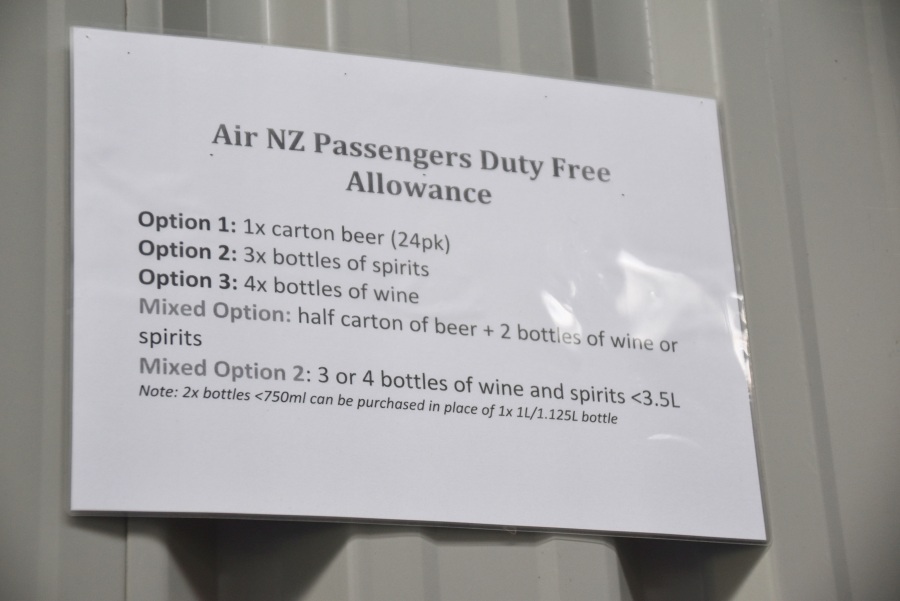 Air NZ Passengers Duty Free
Allowance
Option 1: 1x carton beer (24pk)
Option 2: 3x bottles of spirits
Option 3: 4x bottles of wine
Mixed Option: half carton of beer + 2 bottles of wine or
spirits
Mixed Option 2: 3 or 4 bottles of wine and spirits <3.5L
Note: 2x bottles <750ml can be purchased in place of 1x 1L/1.125L bottle